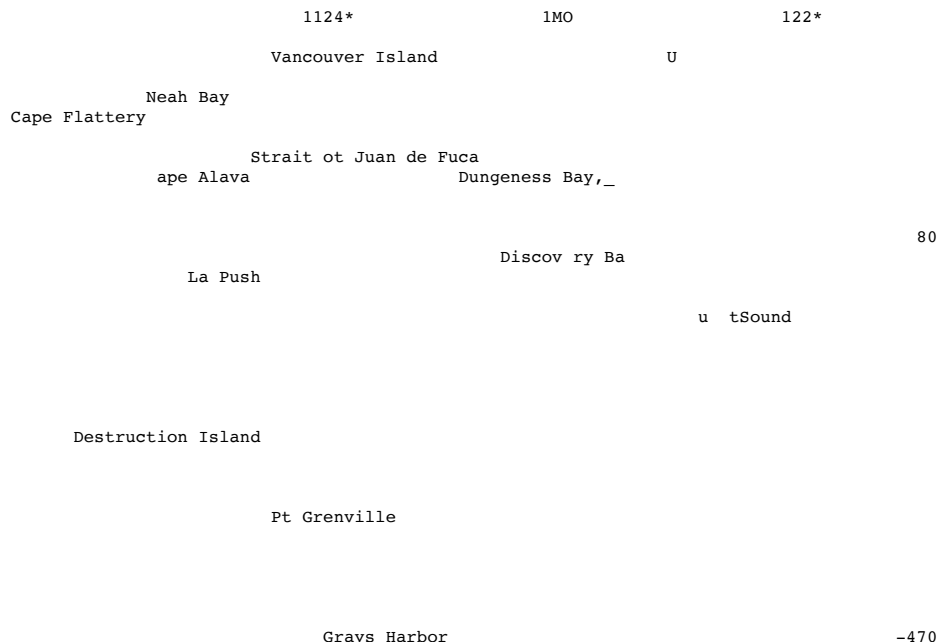 1124* 1MO 122*
Vancouver Island U
Neah Bay
Cape Flattery
Strait ot Juan de Fuca
ape Alava Dungeness Bay,_
80
Discov ry Ba
La Push
u tSound
Destruction Island
Pt Grenville
Grays Harbor -470